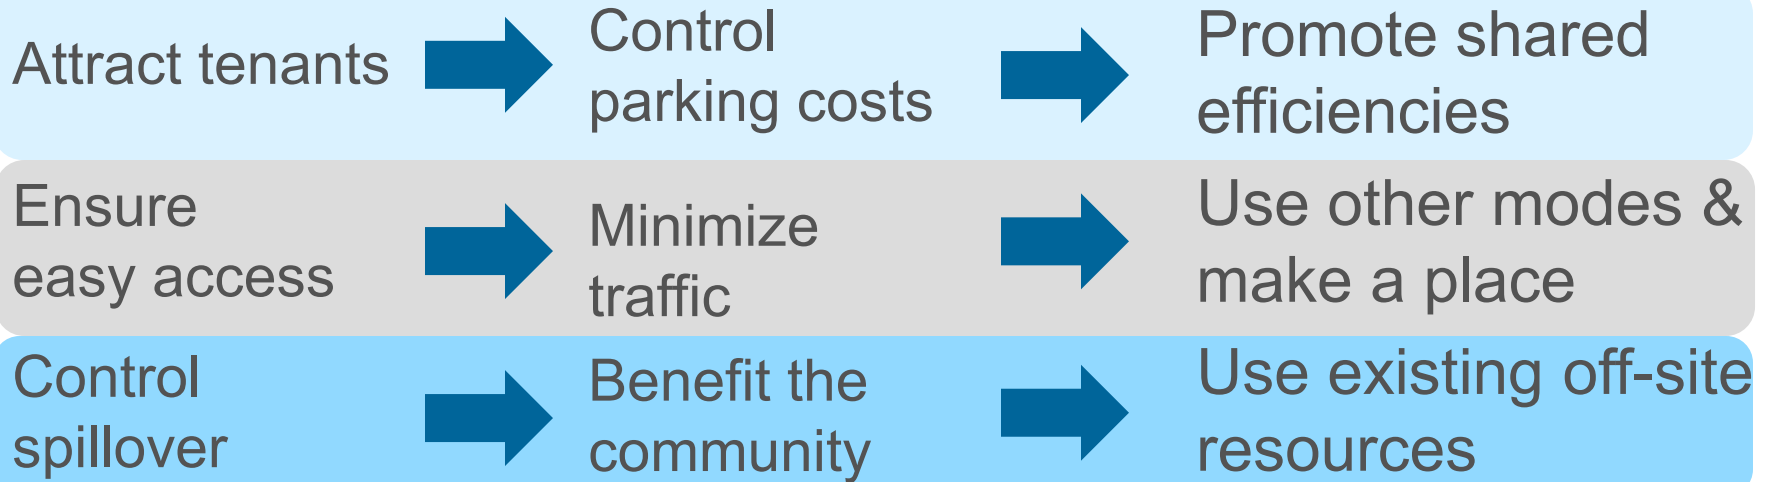 Attract tenants
Control
parking costs
Promote shared
efficiencies
Ensure
easy access
Minimize
traffic
Use other modes &
make a place
Control
spillover
Benefit the
community
Use existing off-site
resources